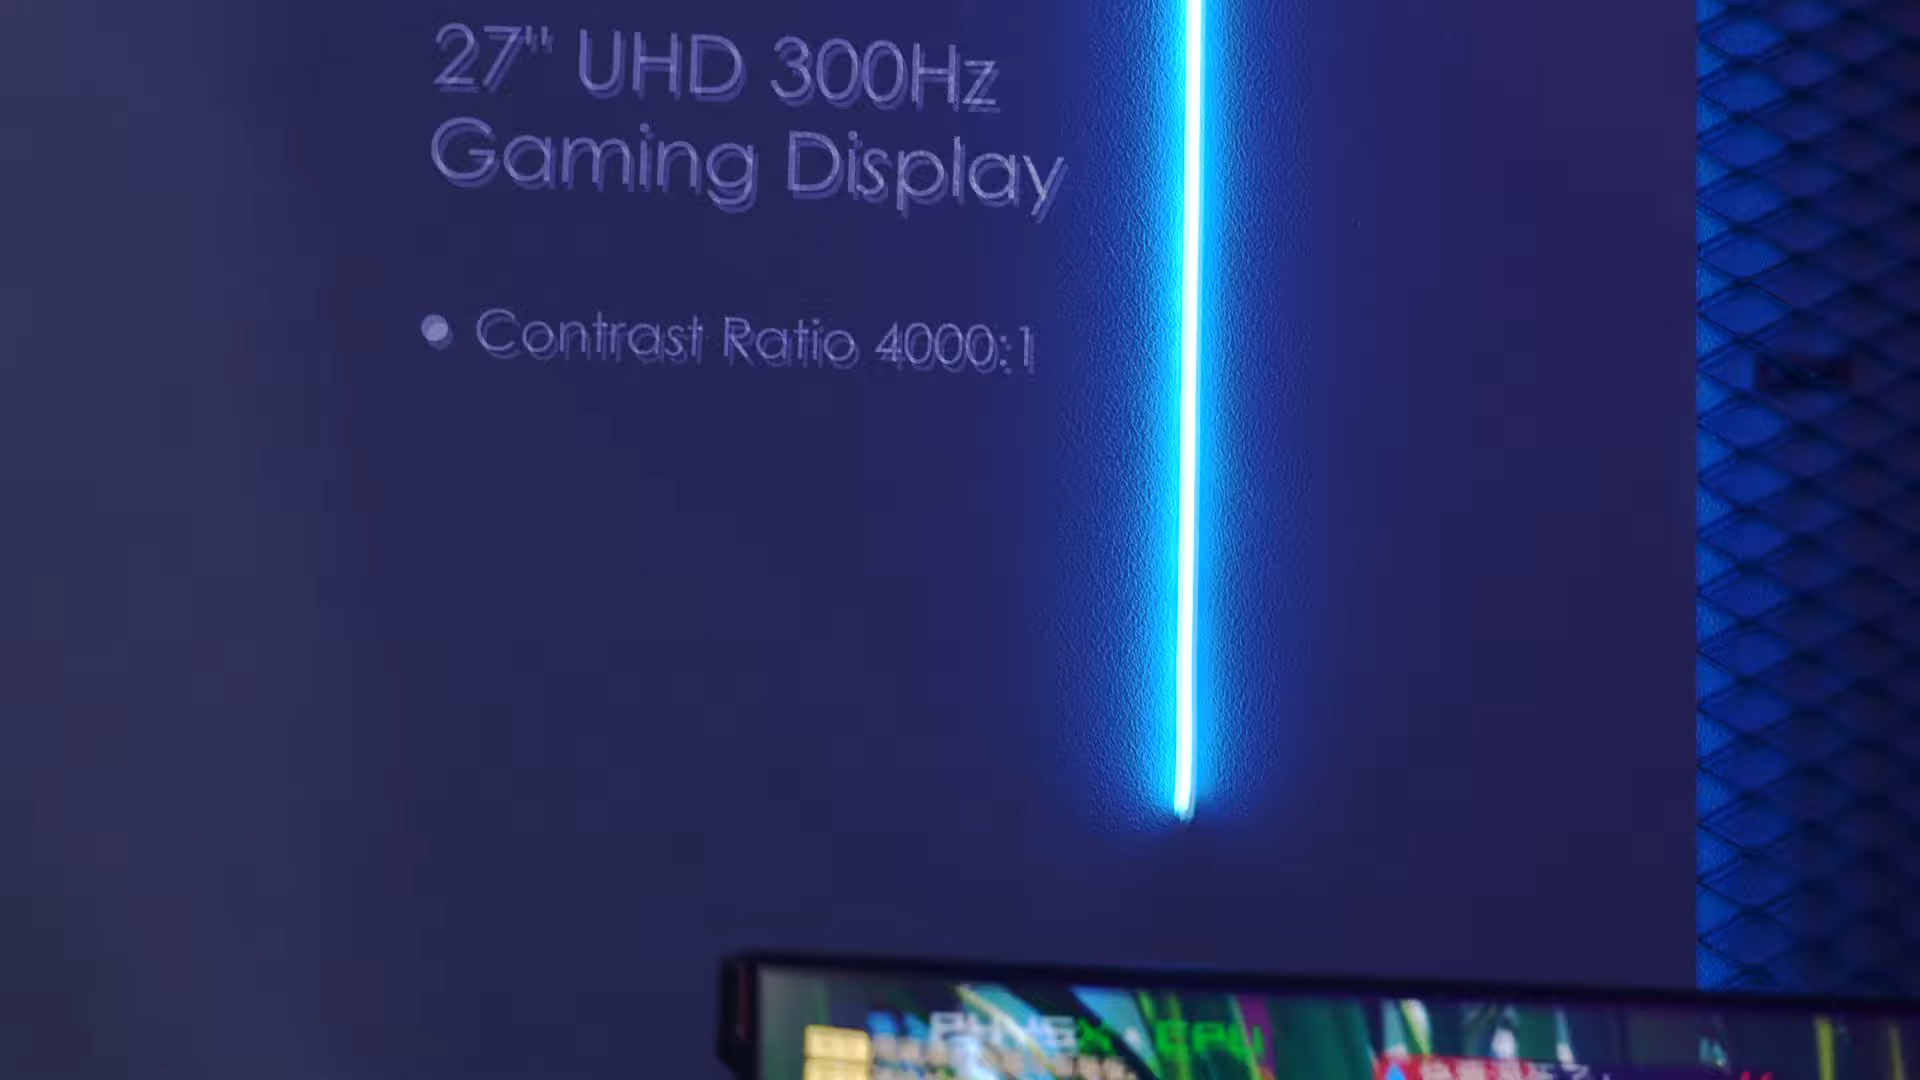 27" UHD 300Hz
Gaming Display
• Contrast Ratio 4000:1